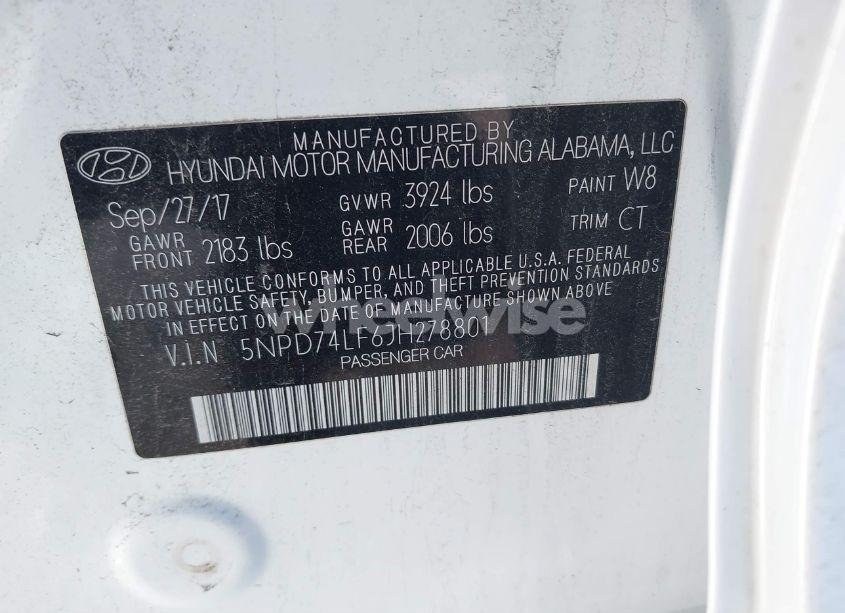 MANUFACTURED BY
HYUNDAI MOTOR MANUFACTURING ALABAMA, LLC
Sep/27/17 GVWR 3924 lbs PAINT W8
GAWR FRONT 2183 lbs GAWR REAR 2006 lbs TRIM CT
THIS VEHICLE CONFORMS TO ALL APPLICABLE U.S.A. FEDERAL
MOTOR VEHICLE SAFETY, BUMPER, AND THEFT PREVENTION STANDARDS
IN EFFECT ON THE DATE OF MANUFACTURE SHOWN ABOVE
wheelwise
V.I.N 5NPD74LF6JH278801
PASSENGER CAR